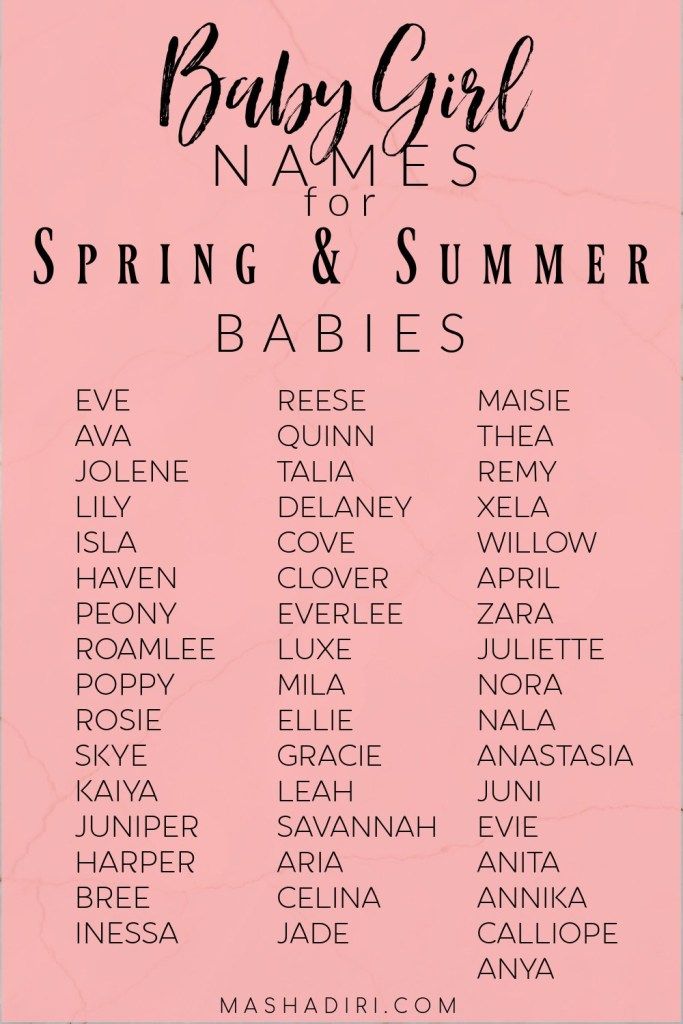 Baby Girl
NAMES
for
SPRING & SUMMER
BABIES
EVE
AVA
JOLENE
LILY
ISLA
HAVEN
PEONY
ROAMLEE
POPPY
ROSIE
SKYE
KAIYA
JUNIPER
HARPER
BREE
INESSA
REESE
QUINN
TALIA
DELANEY
COVE
CLOVER
EVERLEE
LUXE
MILA
ELLIE
GRACIE
LEAH
SAVANNAH
ARIA
CELINA
JADE
MAISIE
THEA
REMY
XELA
WILLOW
APRIL
ZARA
JULIETTE
NORA
NALA
ANASTASIA
JUNI
EVIE
ANITA
ANNIKA
CALLIOPE
ANYA
MASHADIRI.COM